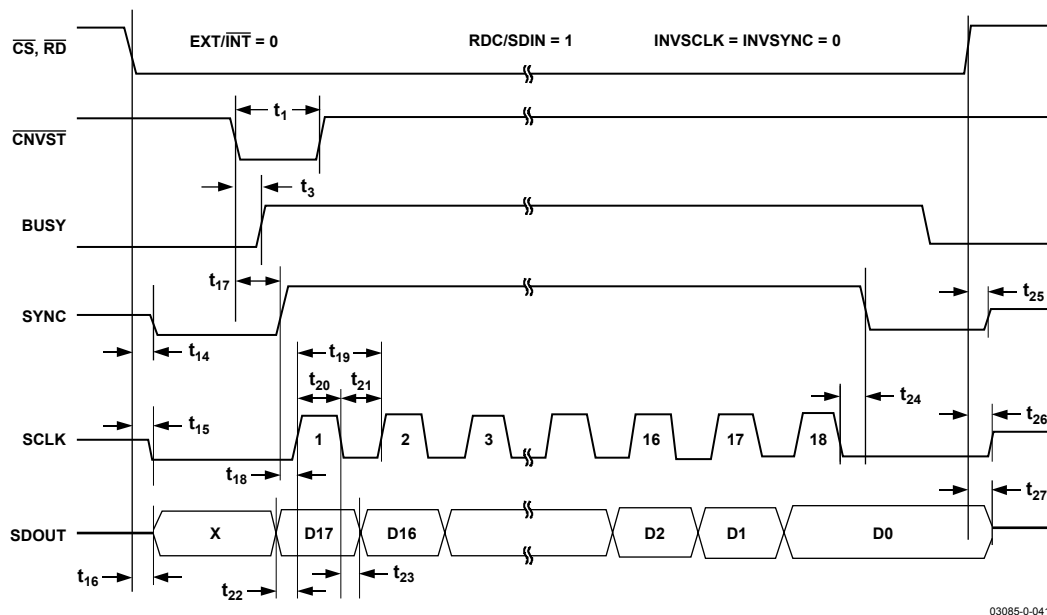 EXT/INT = 0 RDC/SDIN = 1 INVSCLK = INVSYNC = 0
CS, RD
t1
CNVST
t3
BUSY
t17
SYNC
t25
t14
t19
t20 t21
t24
t15
t26
SCLK
1 2 3 16 17 18
t18
t27
SDOUT
X D17 D16 D2 D1 D0
t16
t22
t23
03085-0-041